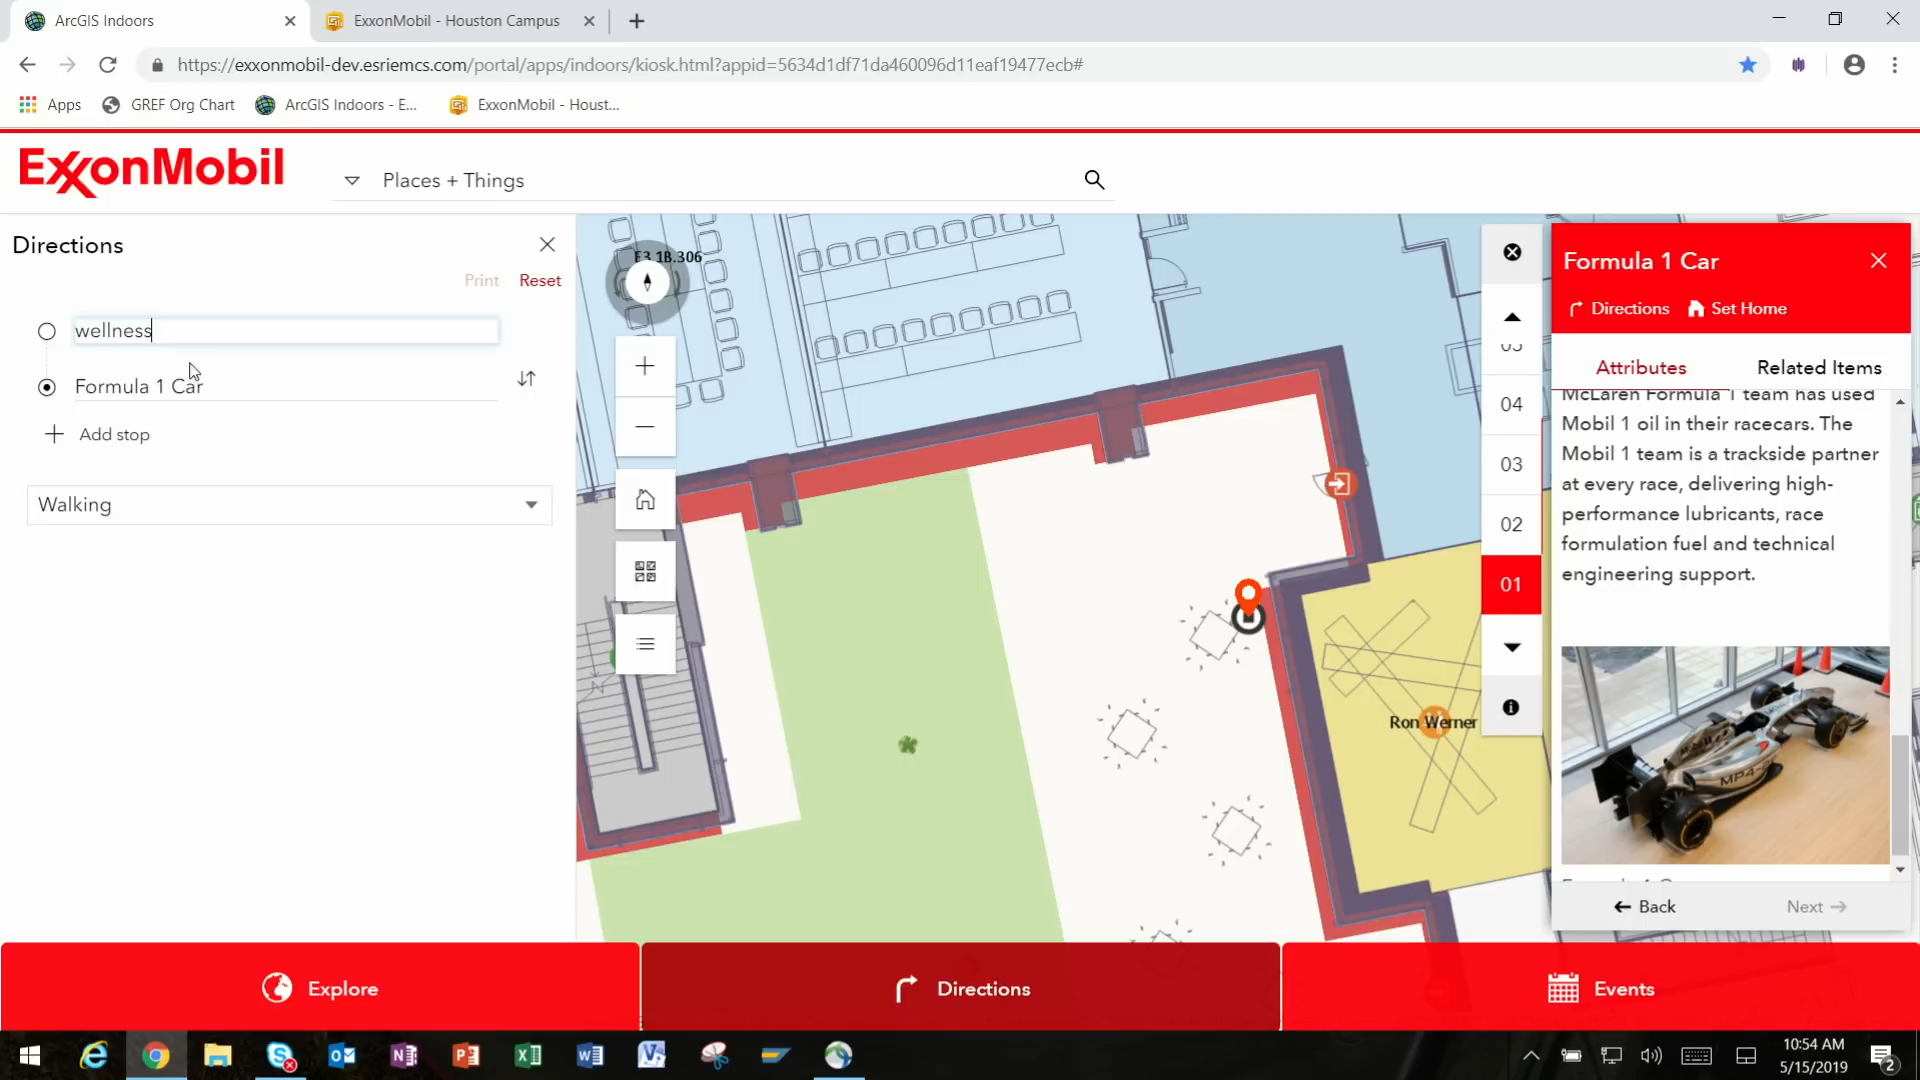 ArcGIS Indoors
ExxonMobil - Houston Campus
https://exxonmobil-dev.esriemcs.com/portal/apps/indoors/kiosk.html?appid=5634d1df71da460096d11eaf19477ecb#
Apps
GREF Org Chart
ArcGIS Indoors - E...
ExxonMobil - Houst...
ExxonMobil
Places + Things
Directions
Print
Reset
wellness
Formula 1 Car
Add stop
Walking
E3.1B.306
Ron Werner
05
04
03
02
01
Formula 1 Car
Directions
Set Home
Attributes
Related Items
McLaren Formula 1 team has used
Mobil 1 oil in their racecars. The
Mobil 1 team is a trackside partner
at every race, delivering high-
performance lubricants, race
formulation fuel and technical
engineering support.
Back
Next
Explore
Directions
Events
10:54 AM
5/15/2019
2